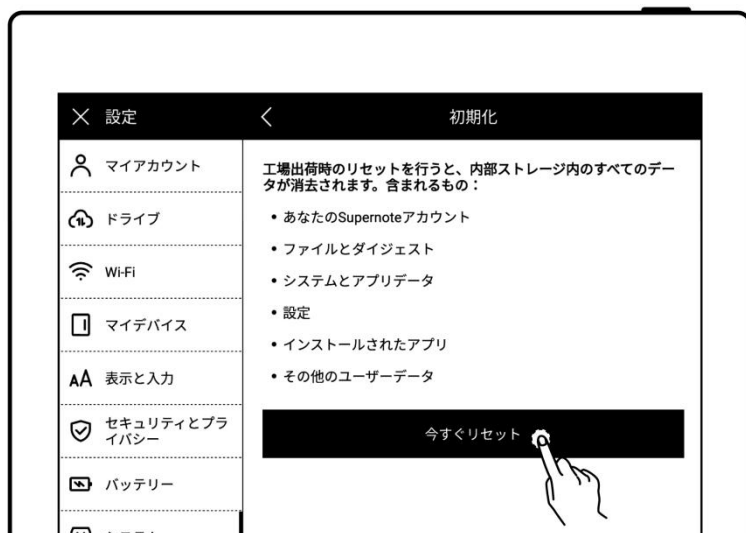 設定
初期化
マイアカウント
ドライブ
Wi-Fi
マイデバイス
AA 表示と入力
セキュリティとプラ
イバシー
バッテリー
工場出荷時のリセットを行うと、内部ストレージ内のすべてのデー
タが消去されます。含まれるもの：
• あなたのSupernoteアカウント
• ファイルとダイジェスト
• システムとアプリデータ
• 設定
• インストールされたアプリ
• その他のユーザーデータ
今すぐリセット